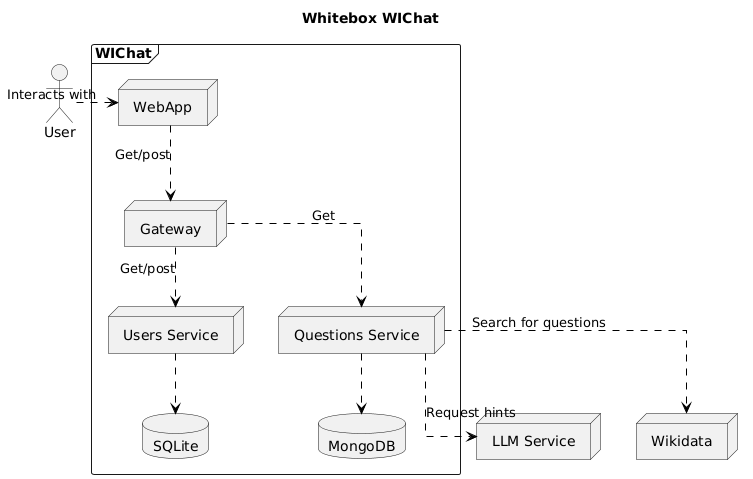 Whitebox WIChat
WIChat
Interacts with
WebApp
User
Get/post
Gateway
Get
Get/post
Users Service
Questions Service
Search for questions
Request hints
SQLite
MongoDB
LLM Service
Wikidata